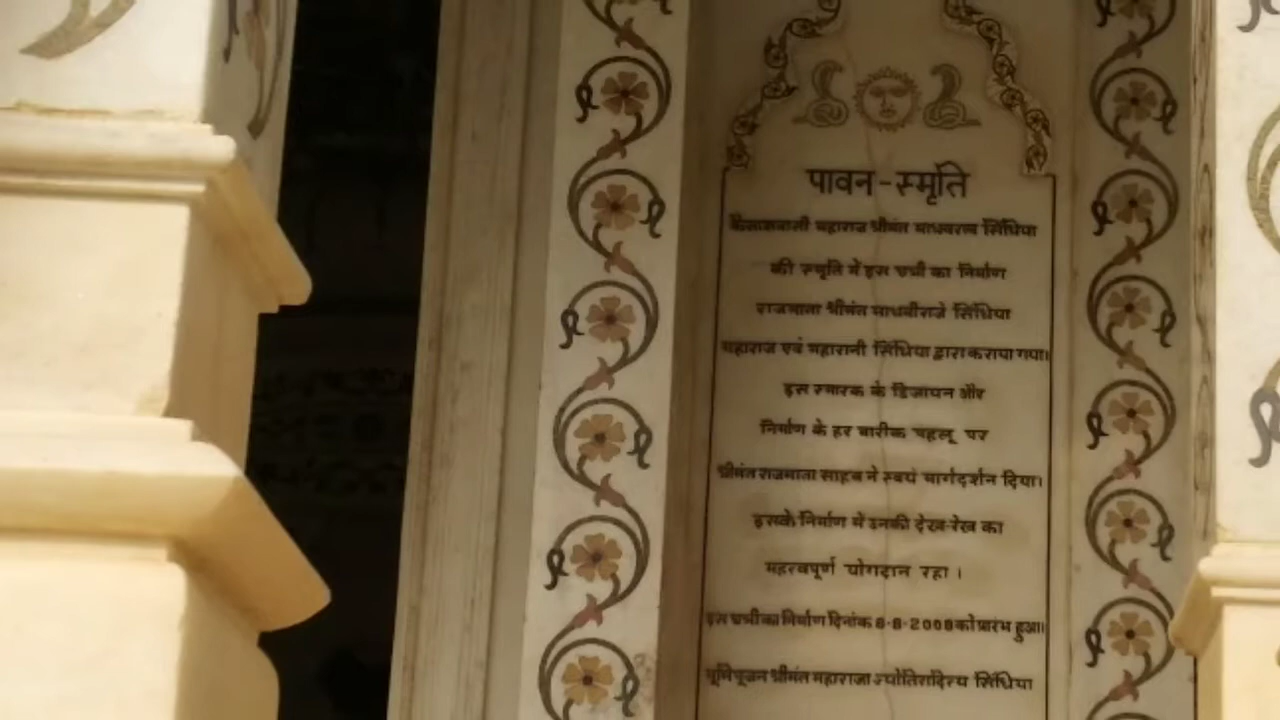 पावन-स्मृति
कैलाशवासी महाराज श्रीमंत माधवराव सिंधिया
की स्मृति में इस छत्री का निर्माण
राजमाता श्रीमंत माधवीराजे सिंधिया
महाराज एवं महारानी सिंधिया द्वारा कराया गया।
इस स्मारक के डिजायन और
निर्माण के हर बारीक पहलू पर
श्रीमंत राजमाता साहब ने स्वयं मार्गदर्शन दिया।
इसके निर्माण में उनकी देख-रेख का
महत्वपूर्ण योगदान रहा ।
इस छत्री का निर्माण दिनांक 8-8-2008 को प्रारंभ हुआ।
भूमिपूजन श्रीमंत महाराजा ज्योतिरादित्य सिंधिया